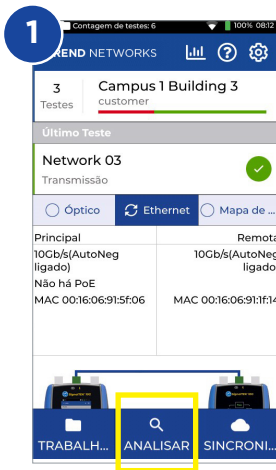 1
Contagem de testes: 6 100% 08:12
REND NETWORKS
3 Campus 1 Building 3
Testes customer
Último Teste
Network 03
Transmissão
Óptico Ethernet Mapa de ...
Principal Remota
10Gb/s(AutoNeg 10Gb/s(AutoNeg
ligado) ligado
Não há PoE
MAC 00:16:06:91:5f:06 MAC 00:16:06:91:1f:14
TRABALH... ANALISAR SINCRONI...